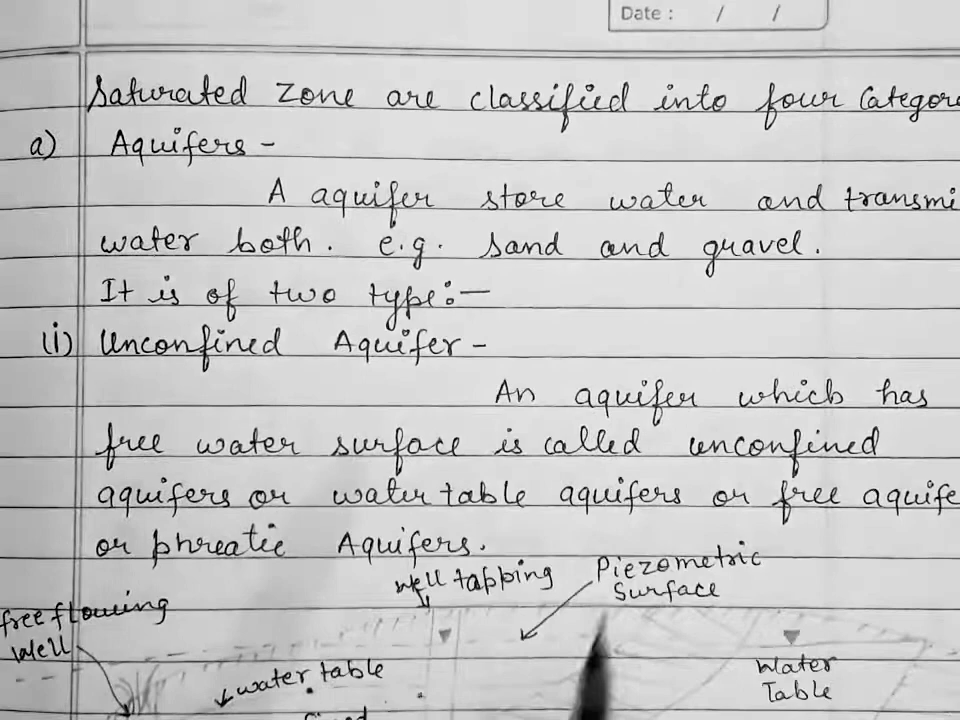 Date : / /
Saturated Zone are classified into four Categor
a) Aquifers -
A aquifer store water and transmi
water both. e.g. sand and gravel.
It is of two type:-
(i) Unconfined Aquifer -
An aquifer which has
free water surface is called unconfined
aquifers or water table aquifers or free aquife
or phreatic Aquifers.
well tapping
Piezometric
Surface
free flowing
well
water table
Water
Table